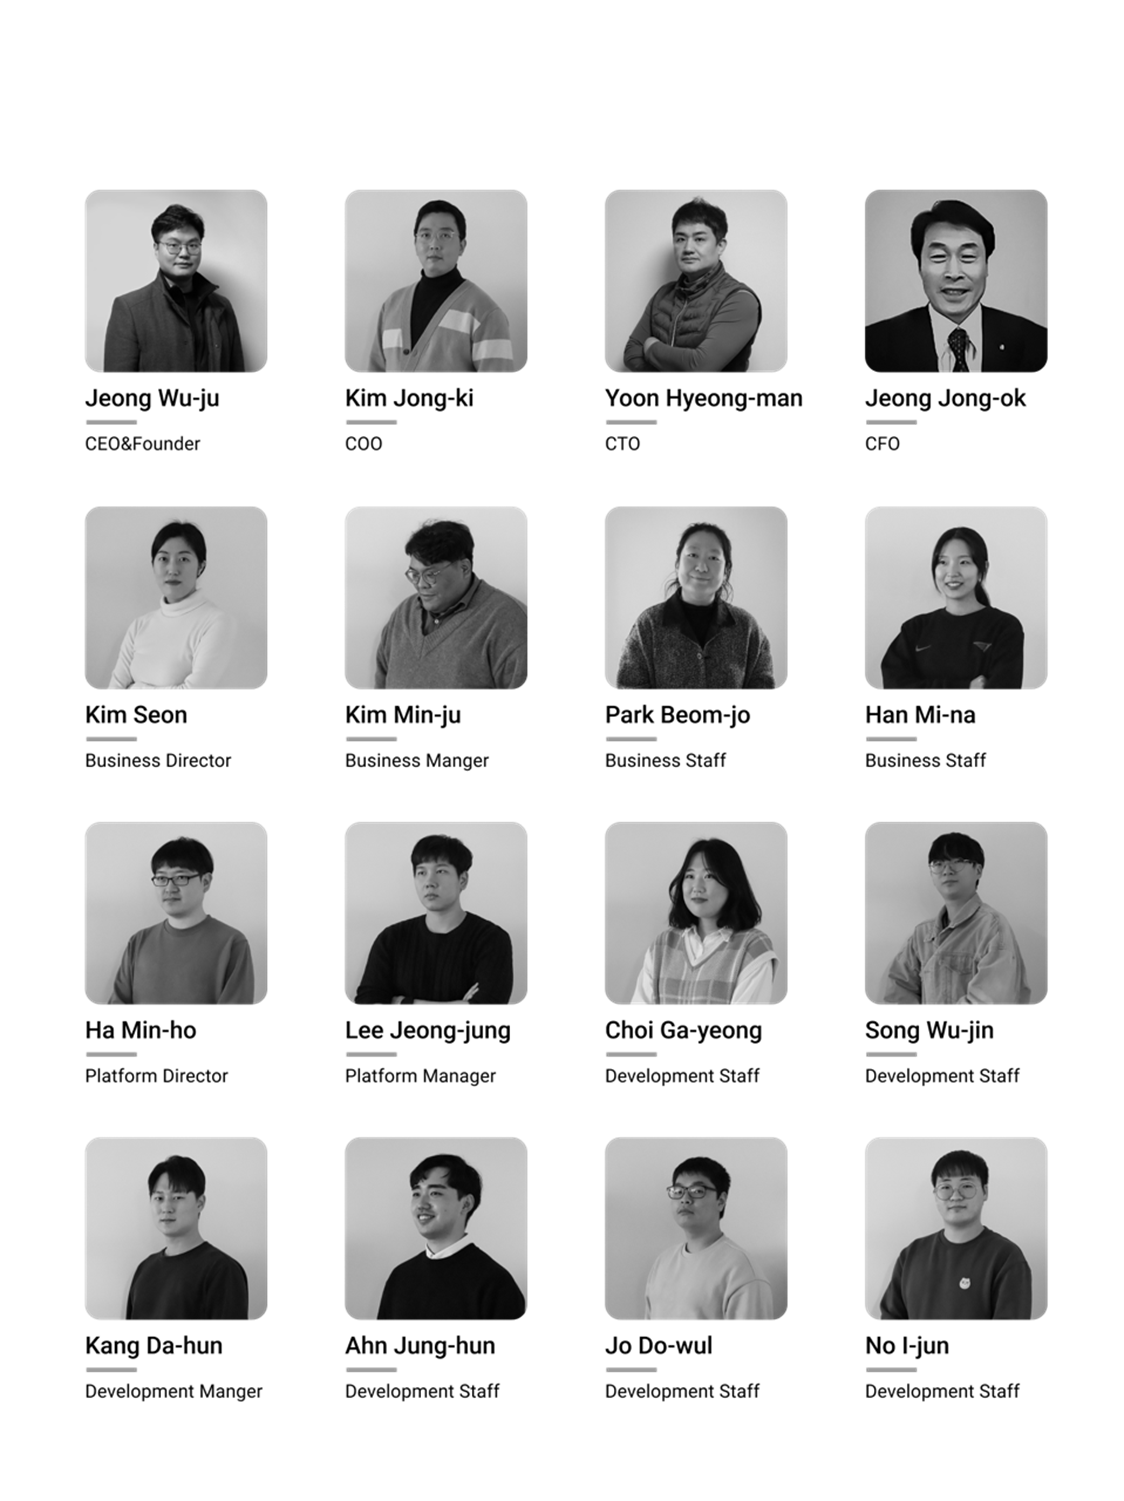 Jeong Wu-ju
CEO&Founder
Kim Jong-ki
COO
Yoon Hyeong-man
CTO
Jeong Jong-ok
CFO
Kim Seon
Business Director
Kim Min-ju
Business Manger
Park Beom-jo
Business Staff
Han Mi-na
Business Staff
Ha Min-ho
Platform Director
Lee Jeong-jung
Platform Manager
Choi Ga-yeong
Development Staff
Song Wu-jin
Development Staff
Kang Da-hun
Development Manger
Ahn Jung-hun
Development Staff
Jo Do-wul
Development Staff
No I-jun
Development Staff